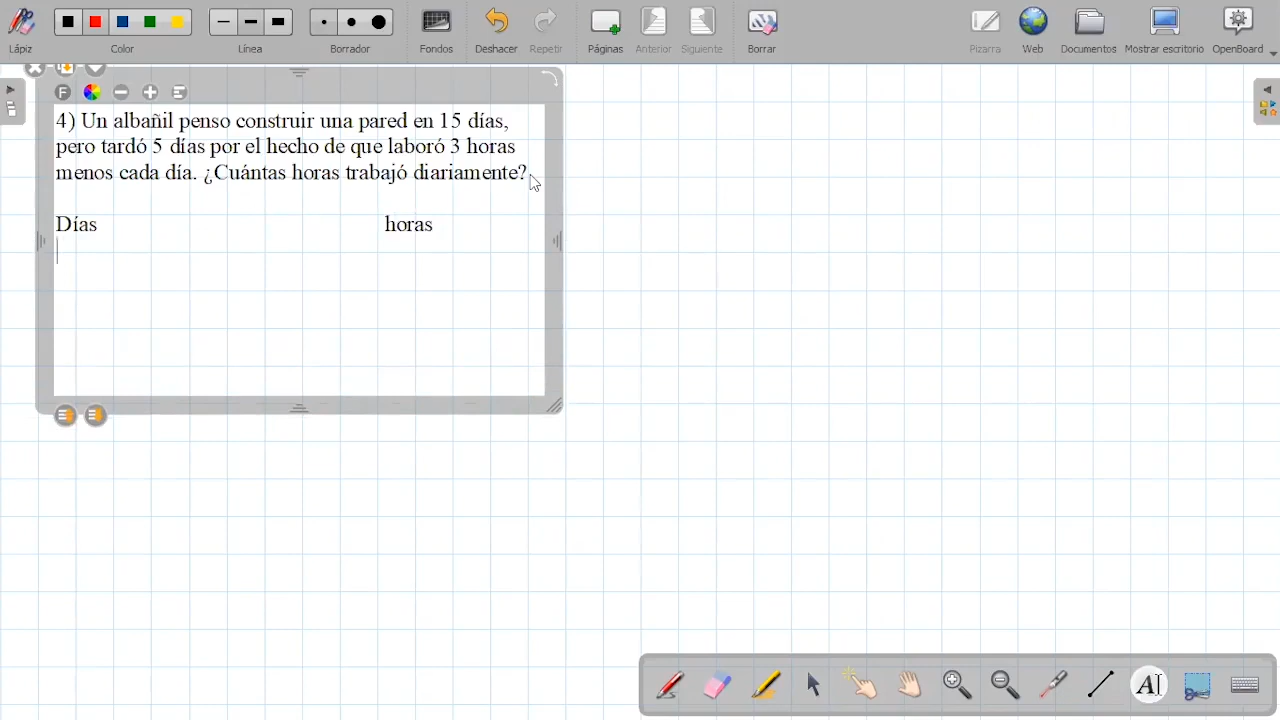 Lápiz
Color
Línea
Borrador
Fondos
Deshacer
Repetir
Páginas
Anterior
Siguiente
Borrar
Pizarra
Web
Documentos
Mostrar escritorio
OpenBoard
F
4) Un albañil penso construir una pared en 15 días,
pero tardó 5 días por el hecho de que laboró 3 horas
menos cada día. ¿Cuántas horas trabajó diariamente?
Días horas